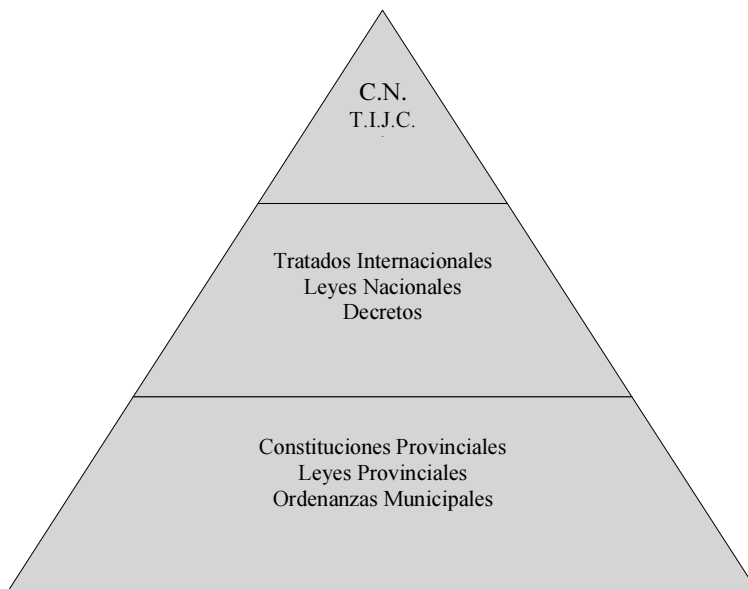 C.N.
T.I.J.C.
Tratados Internacionales
Leyes Nacionales
Decretos
Constituciones Provinciales
Leyes Provinciales
Ordenanzas Municipales